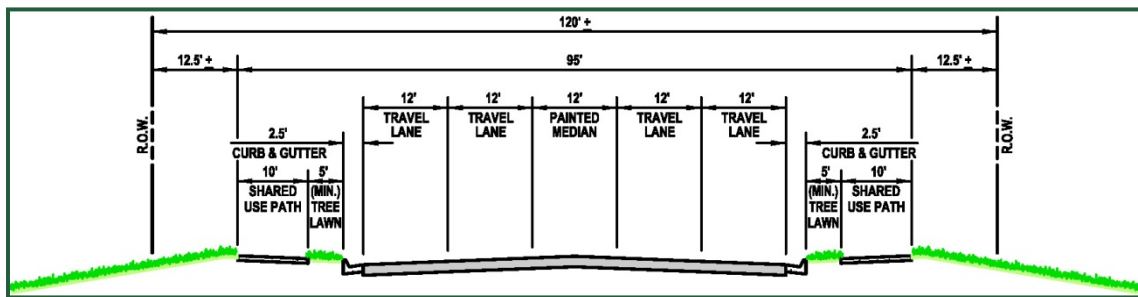 120' ±
12.5' ±
95'
12.5' ±
12'
12'
12'
12'
12'
TRAVEL
LANE
TRAVEL
LANE
PAINTED
MEDIAN
TRAVEL
LANE
TRAVEL
LANE
R.O.W.
2.5'
CURB & GUTTER
10'
SHARED
USE PATH
5'
(MIN.)
TREE
LAWN
2.5'
CURB & GUTTER
5'
(MIN.)
TREE
LAWN
10'
SHARED
USE PATH
R.O.W.